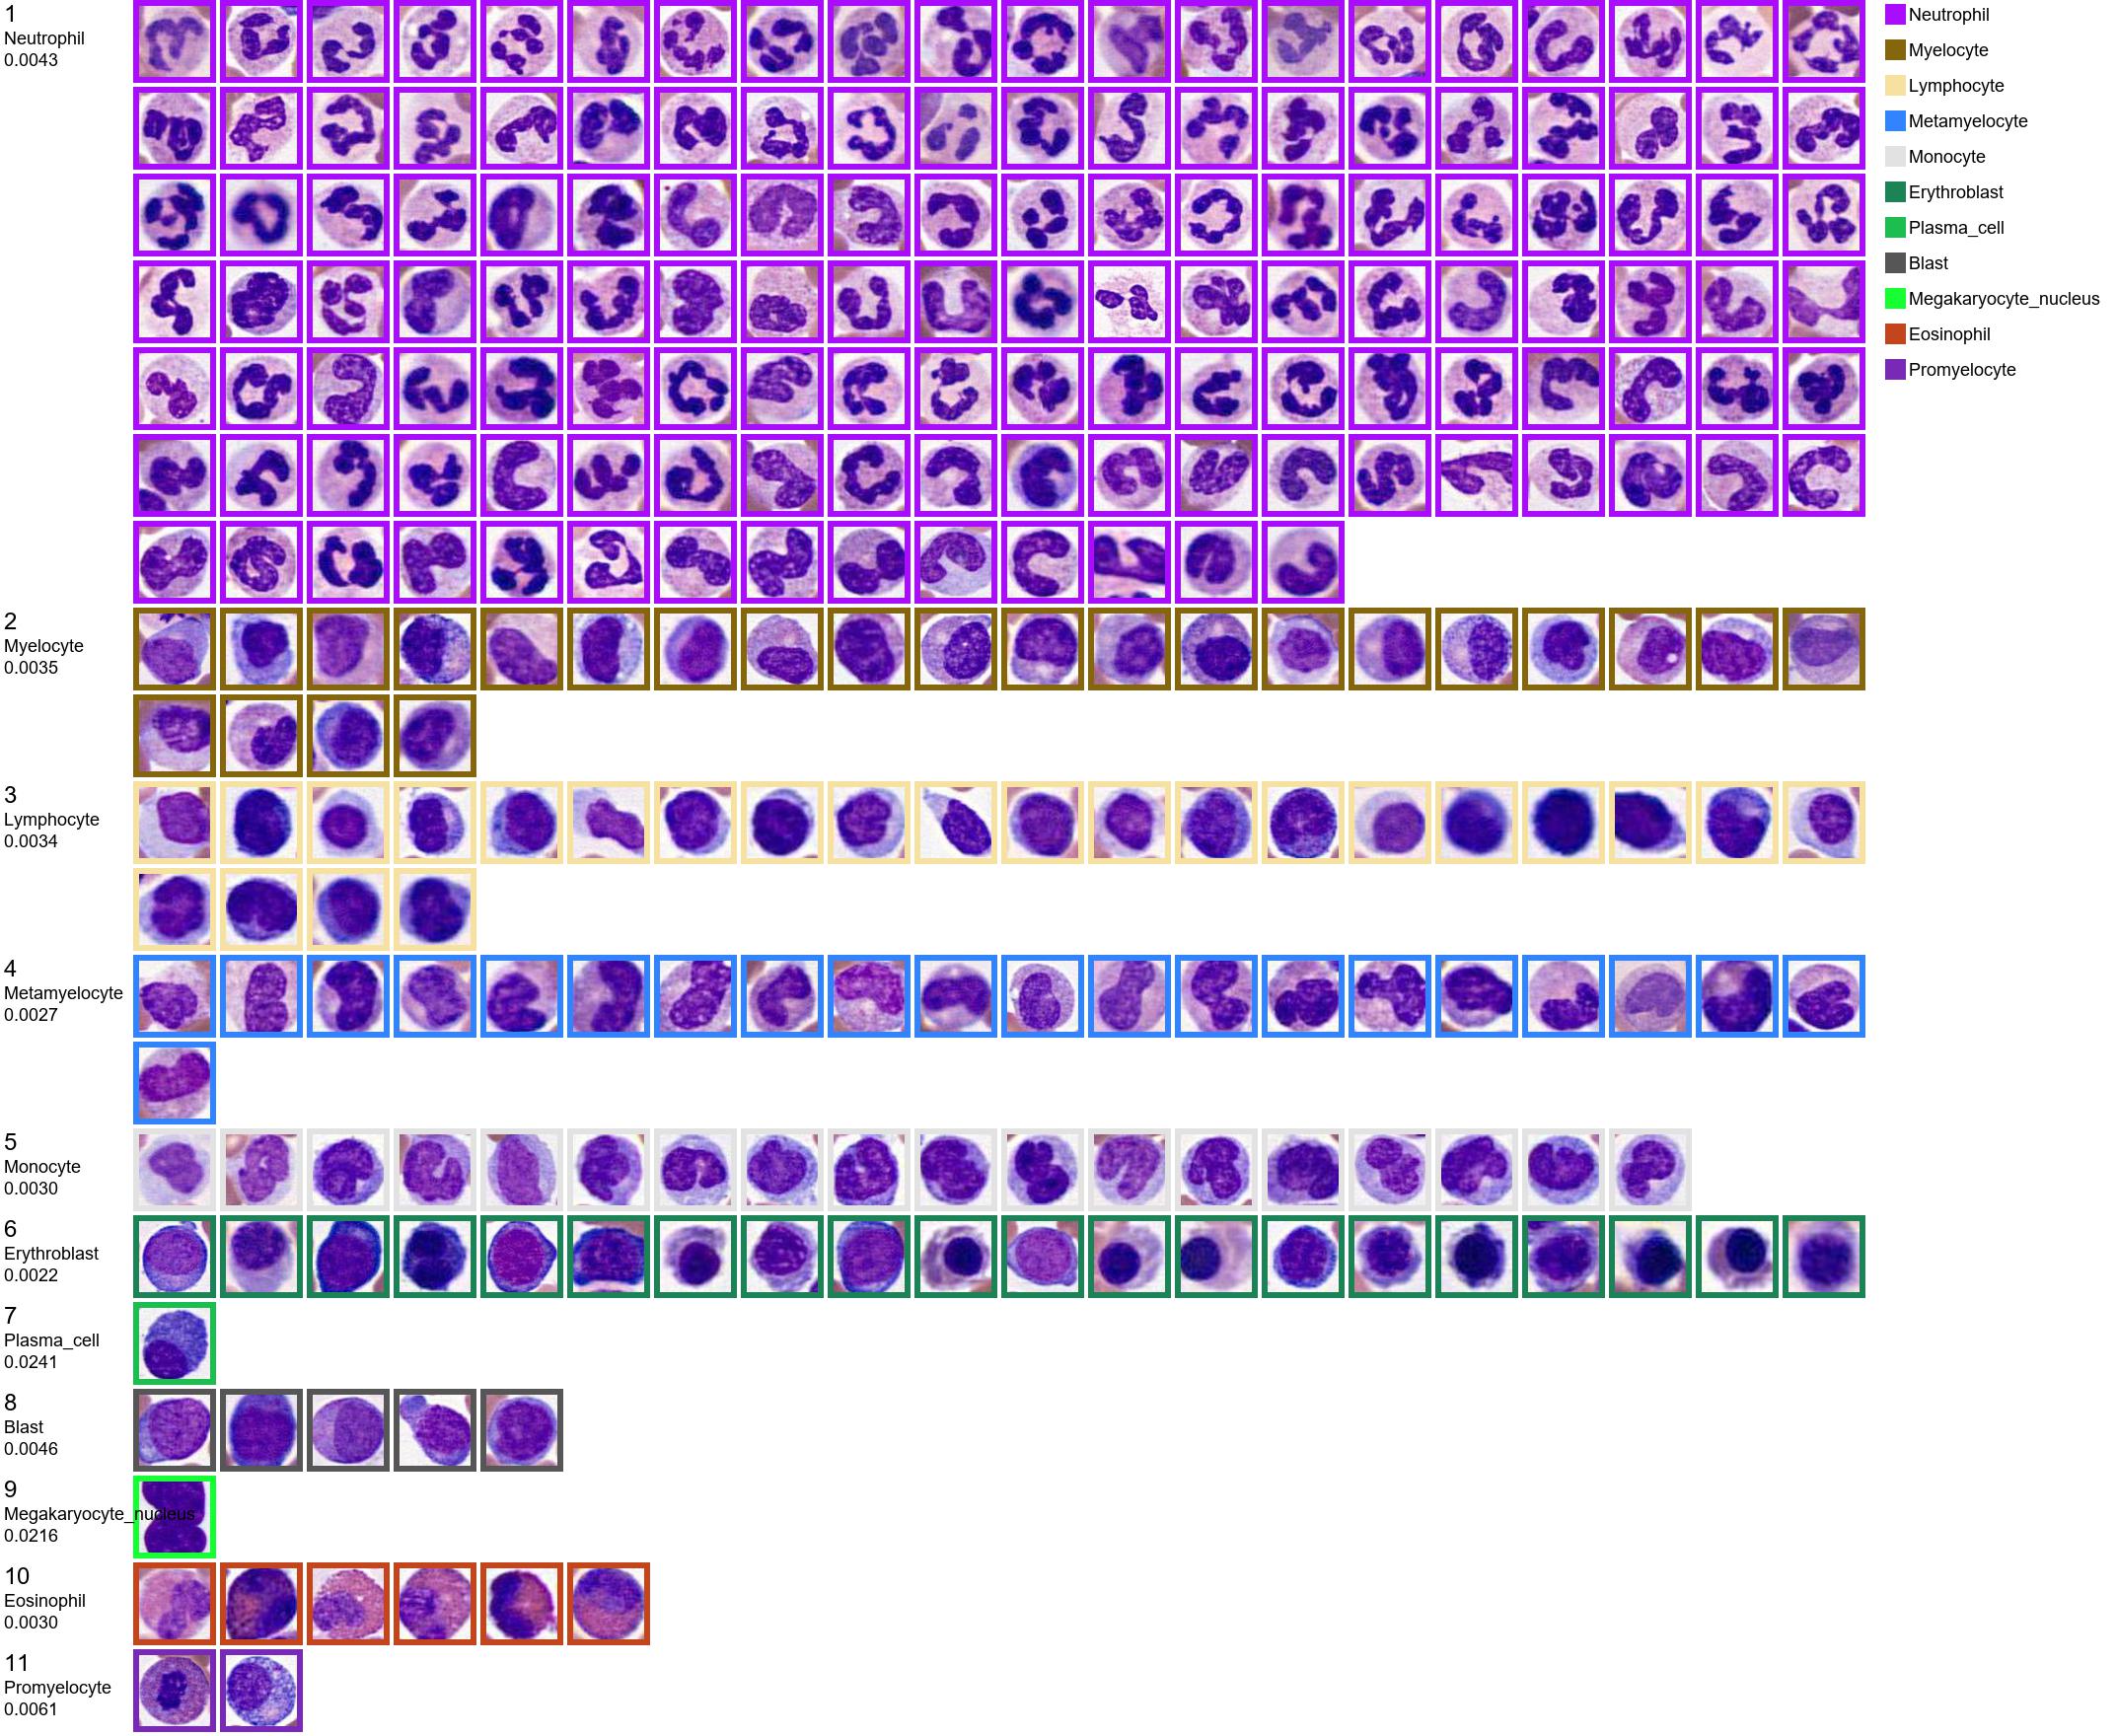 1
Neutrophil
0.0043
2
Myelocyte
0.0035
3
Lymphocyte
0.0034
4
Metamyelocyte
0.0027
5
Monocyte
0.0030
6
Erythroblast
0.0022
7
Plasma_cell
0.0241
8
Blast
0.0046
9
Megakaryocyte_nucleus
0.0216
10
Eosinophil
0.0030
11
Promyelocyte
0.0061
Neutrophil
Myelocyte
Lymphocyte
Metamyelocyte
Monocyte
Erythroblast
Plasma_cell
Blast
Megakaryocyte_nucleus
Eosinophil
Promyelocyte